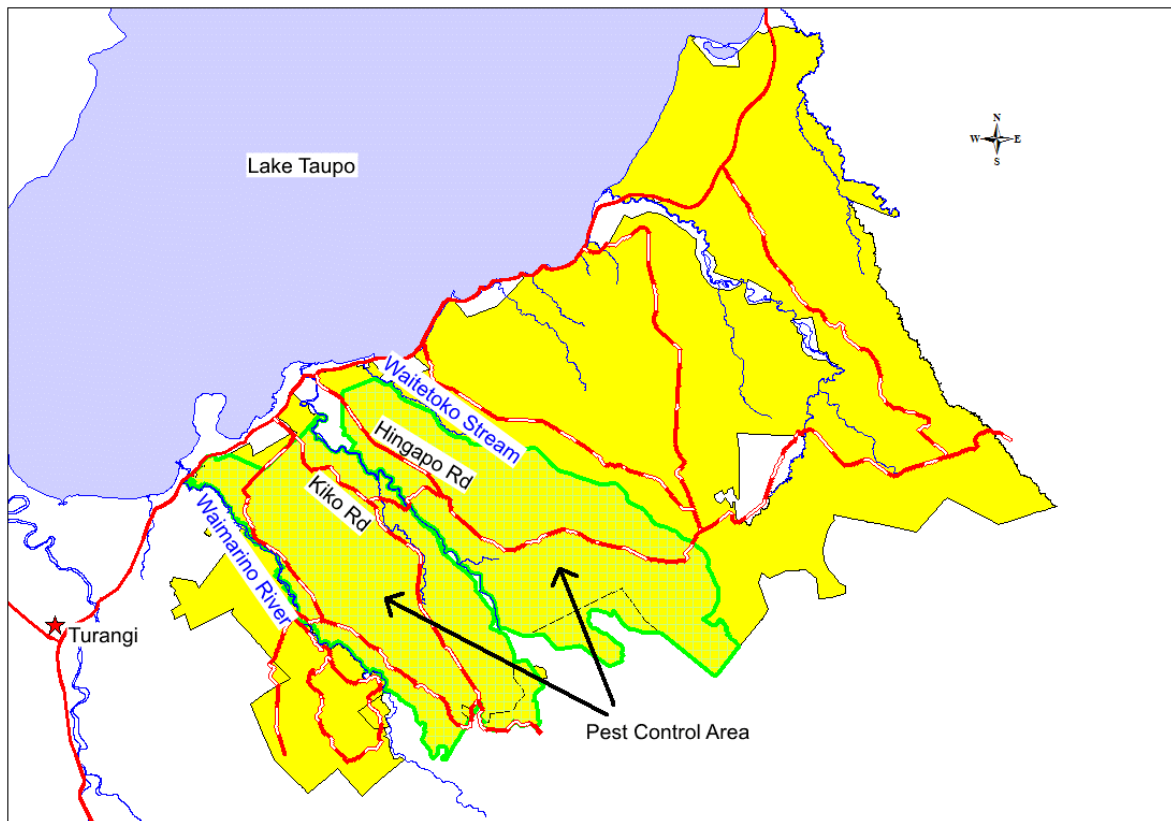 Lake Taupo
N
W E
S
Waitetoko Stream
Hingapo Rd
Kiko Rd
Waimarino River
Turangi
Pest Control Area